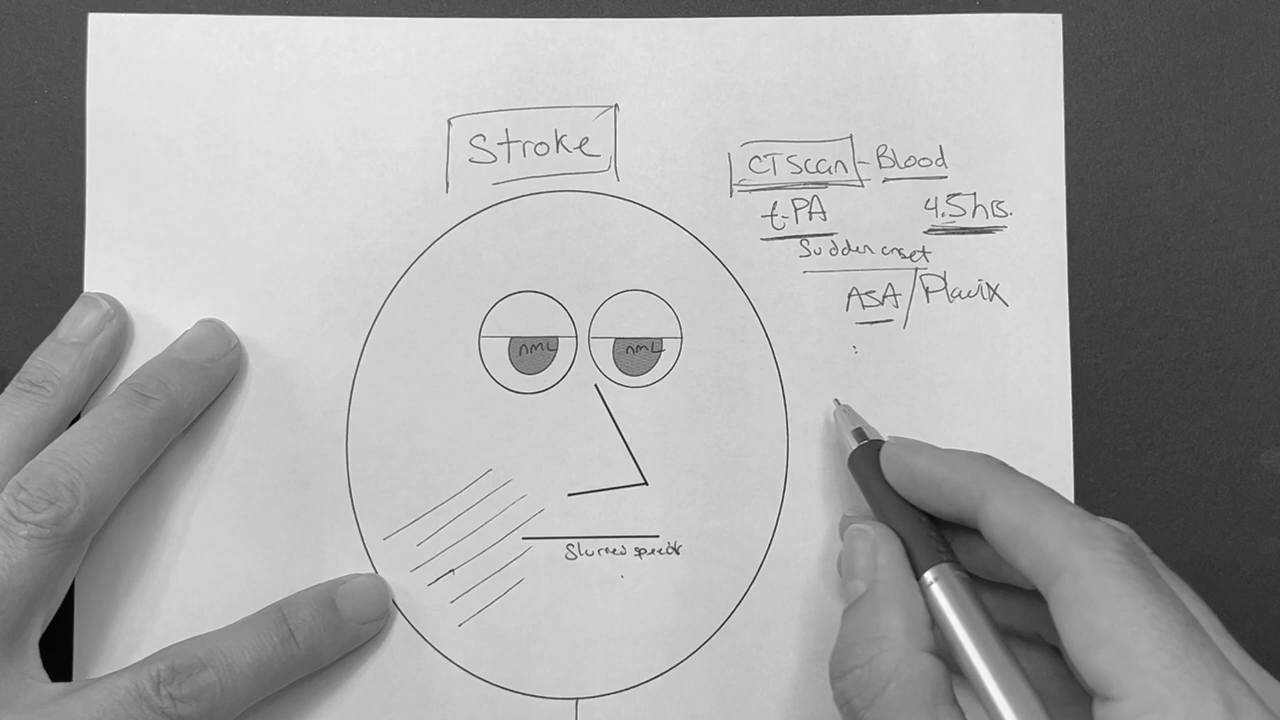 Stroke
CT Scan - Blood
t-PA 4.5 hrs.
Sudden onset
ASA/Plavix
nmL nmL
Slurred speech